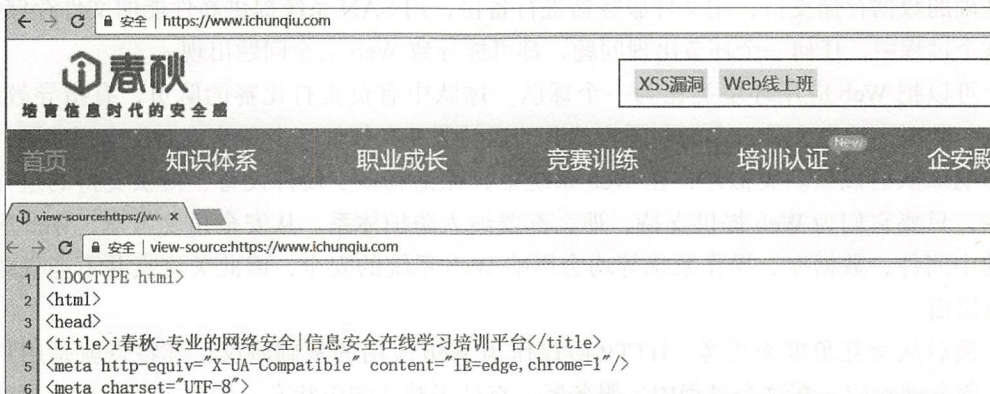 安全 | https://www.ichunqiu.com
i春秋
培育信息时代的安全感
XSS漏洞 Web线上班
首页 知识体系 职业成长 竞赛训练 培训认证 New 企安殿
view-source:https://ww ×
安全 | view-source:https://www.ichunqiu.com
1 <!DOCTYPE html>
2 <html>
3 <head>
4 <title>i春秋-专业的网络安全|信息安全在线学习培训平台</title>
5 <meta http-equiv="X-UA-Compatible" content="IE=edge,chrome=1"/>
6 <meta charset="UTF-8">